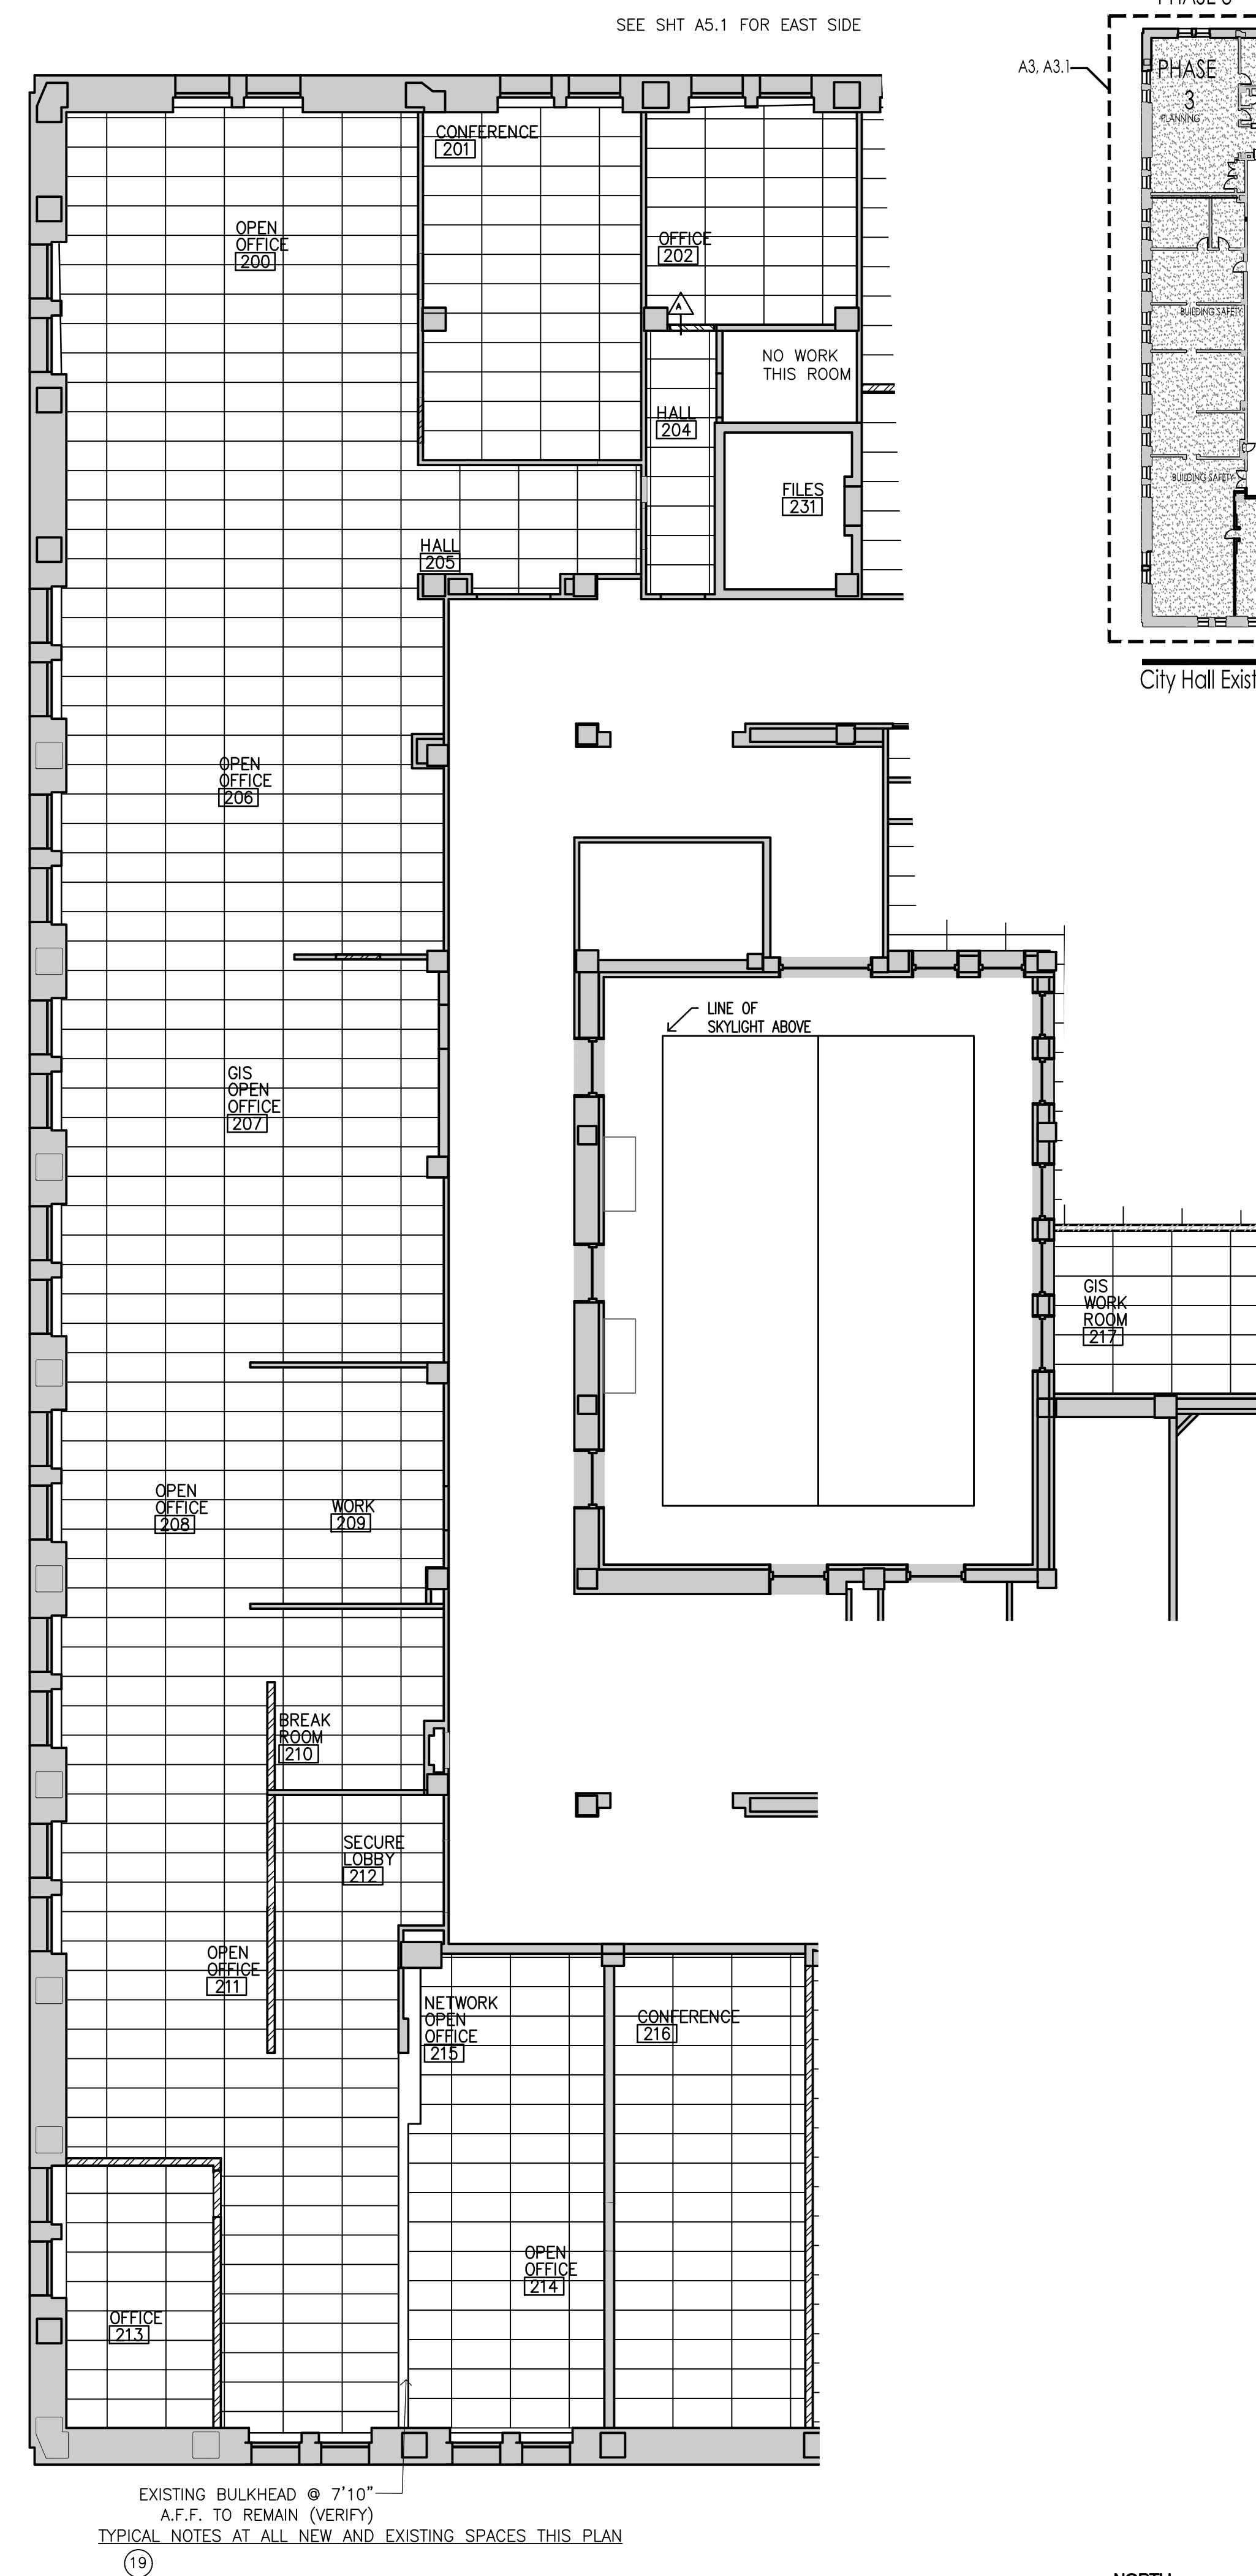 SEE SHT A5.1 FOR EAST SIDE
A3, A3.1
PHASE
3
PLANNING
BUILDING SAFETY
BUILDING SAFETY
City Hall Exist
CONFERENCE
201
OPEN
OFFICE
200
OFFICE
202
A
NO WORK
THIS ROOM
HALL
204
FILES
231
HALL
205
OPEN
OFFICE
206
LINE OF
SKYLIGHT ABOVE
GIS
OPEN
OFFICE
207
GIS
WORK
ROOM
217
OPEN
OFFICE
208
WORK
209
BREAK
ROOM
210
SECURE
LOBBY
212
OPEN
OFFICE
211
NETWORK
OPEN
OFFICE
215
CONFERENCE
216
OPEN
OFFICE
214
OFFICE
213
EXISTING BULKHEAD @ 7'10"
A.F.F. TO REMAIN (VERIFY)
TYPICAL NOTES AT ALL NEW AND EXISTING SPACES THIS PLAN
19
NORTH